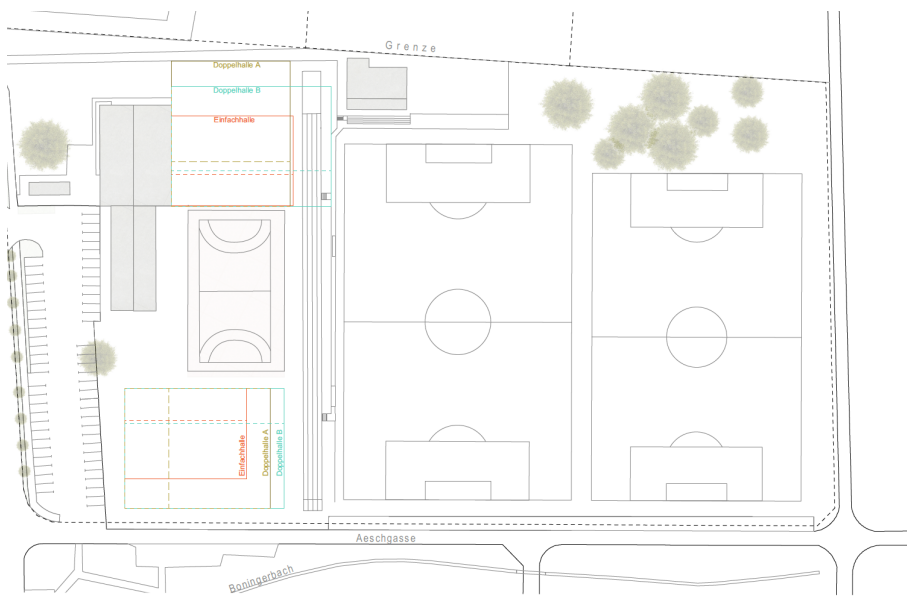 Grenze
Doppelhalle A
Doppelhalle B
Einfachhalle
Einfachhalle
Doppelhalle A
Doppelhalle B
Aeschgasse
Boningerbach